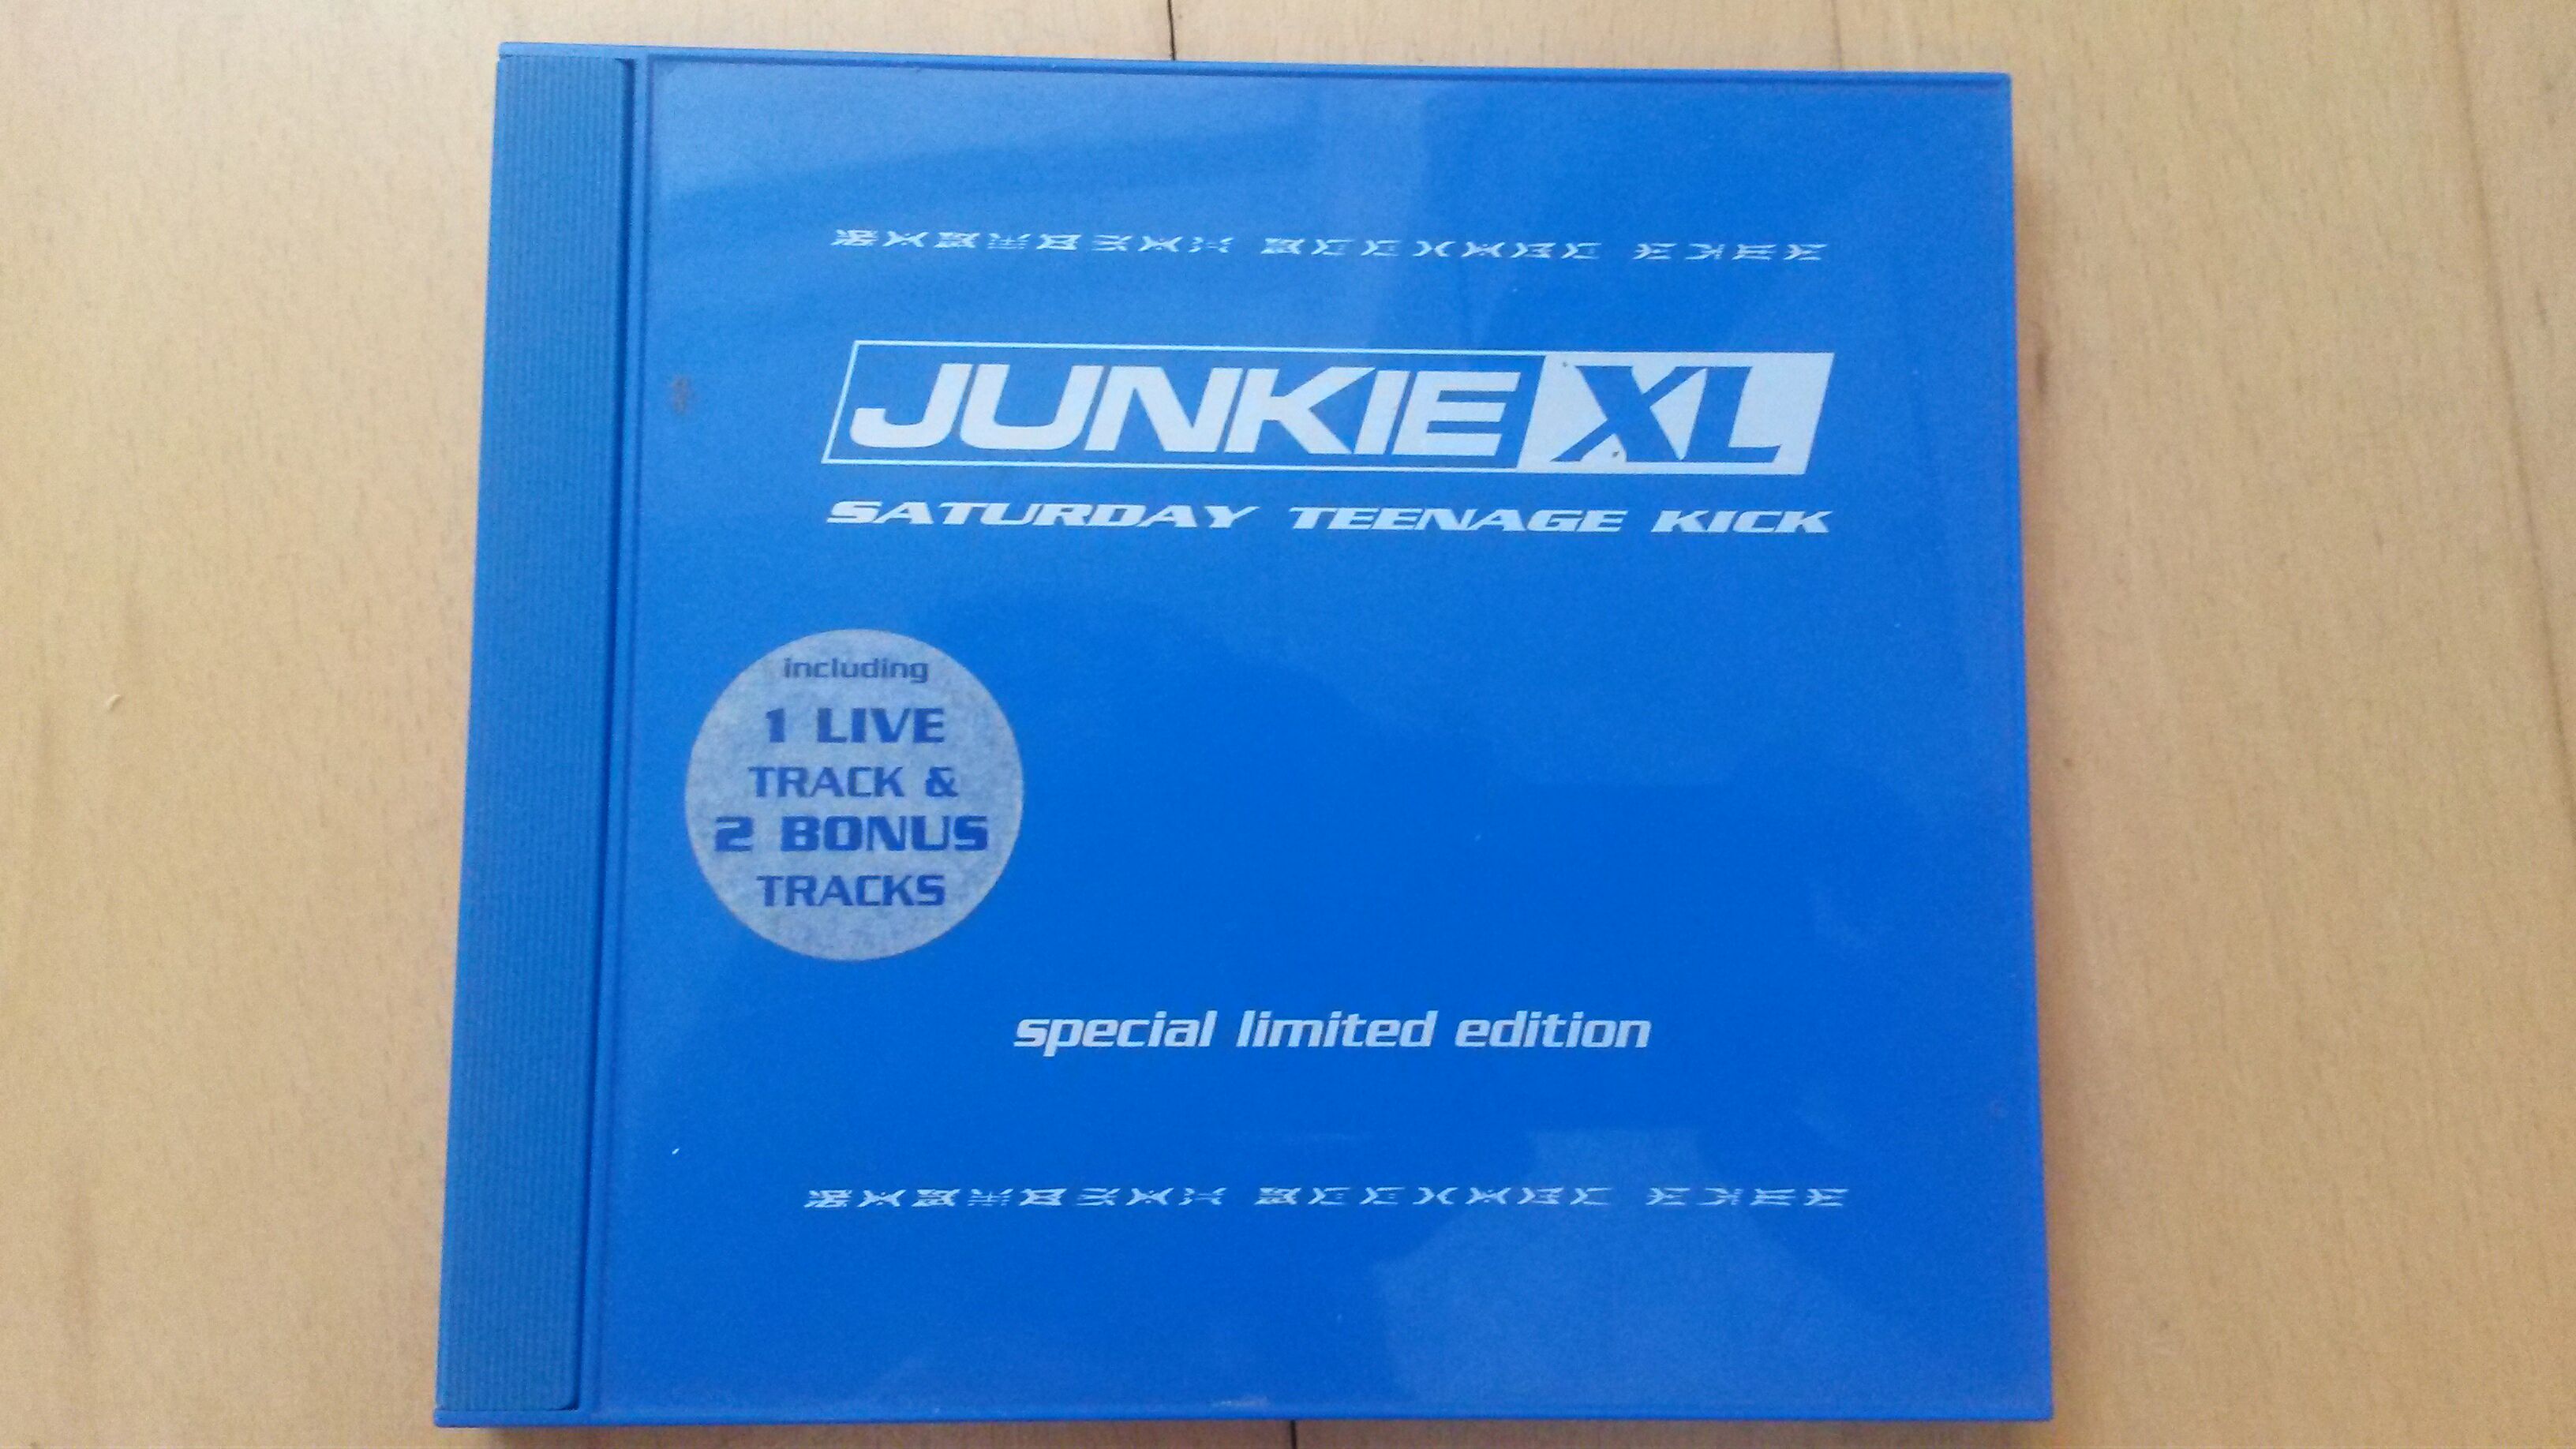 JUNKIE XL
SATURDAY TEENAGE KICK
including
1 LIVE
TRACK &
2 BONUS
TRACKS
special limited edition